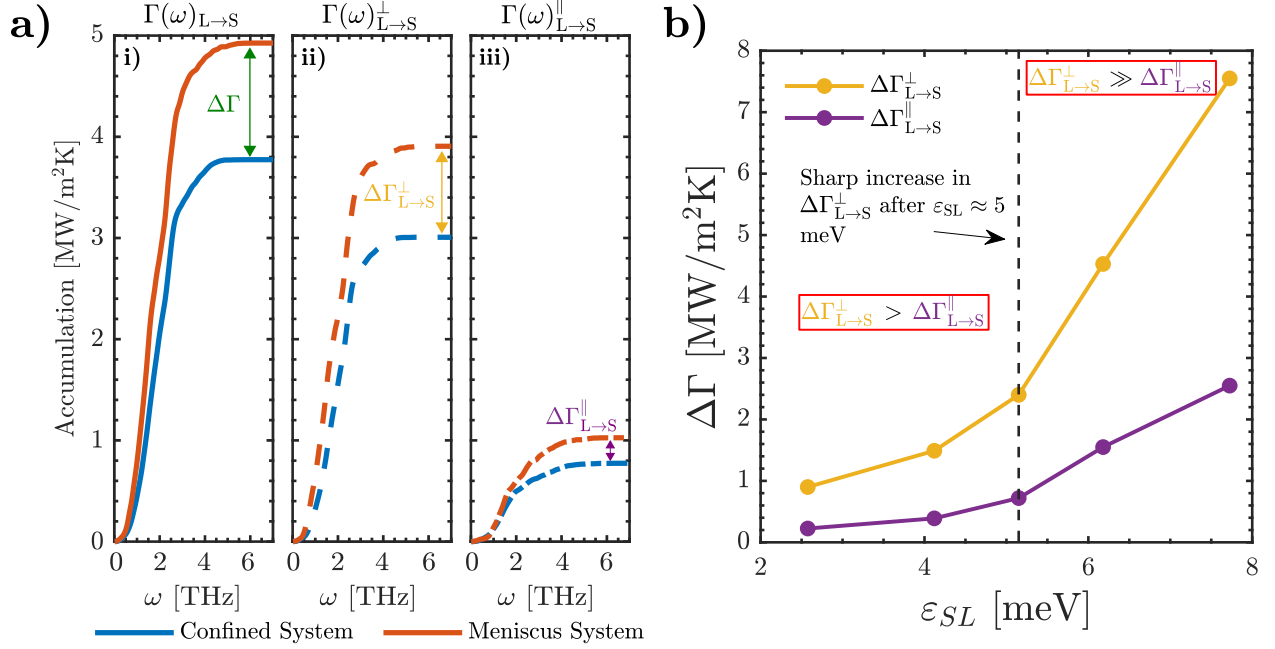 a)
Γ(ω)L→S
Γ(ω)⊥L→S
Γ(ω)∥L→S
i)
ii)
iii)
ΔΓ
ΔΓ⊥L→S
ΔΓ∥L→S
Accumulation [MW/m²K]
5
4
3
2
1
0
0 2 4 6
0 2 4 6
0 2 4 6
ω [THz]
ω [THz]
ω [THz]
Confined System
Meniscus System
b)
ΔΓ⊥L→S
ΔΓ∥L→S
ΔΓ⊥L→S ≫ ΔΓ∥L→S
Sharp increase in
ΔΓ⊥L→S after εSL ≈ 5
meV
ΔΓ⊥L→S > ΔΓ∥L→S
ΔΓ [MW/m²K]
8
7
6
5
4
3
2
1
0
2 4 6 8
εSL [meV]